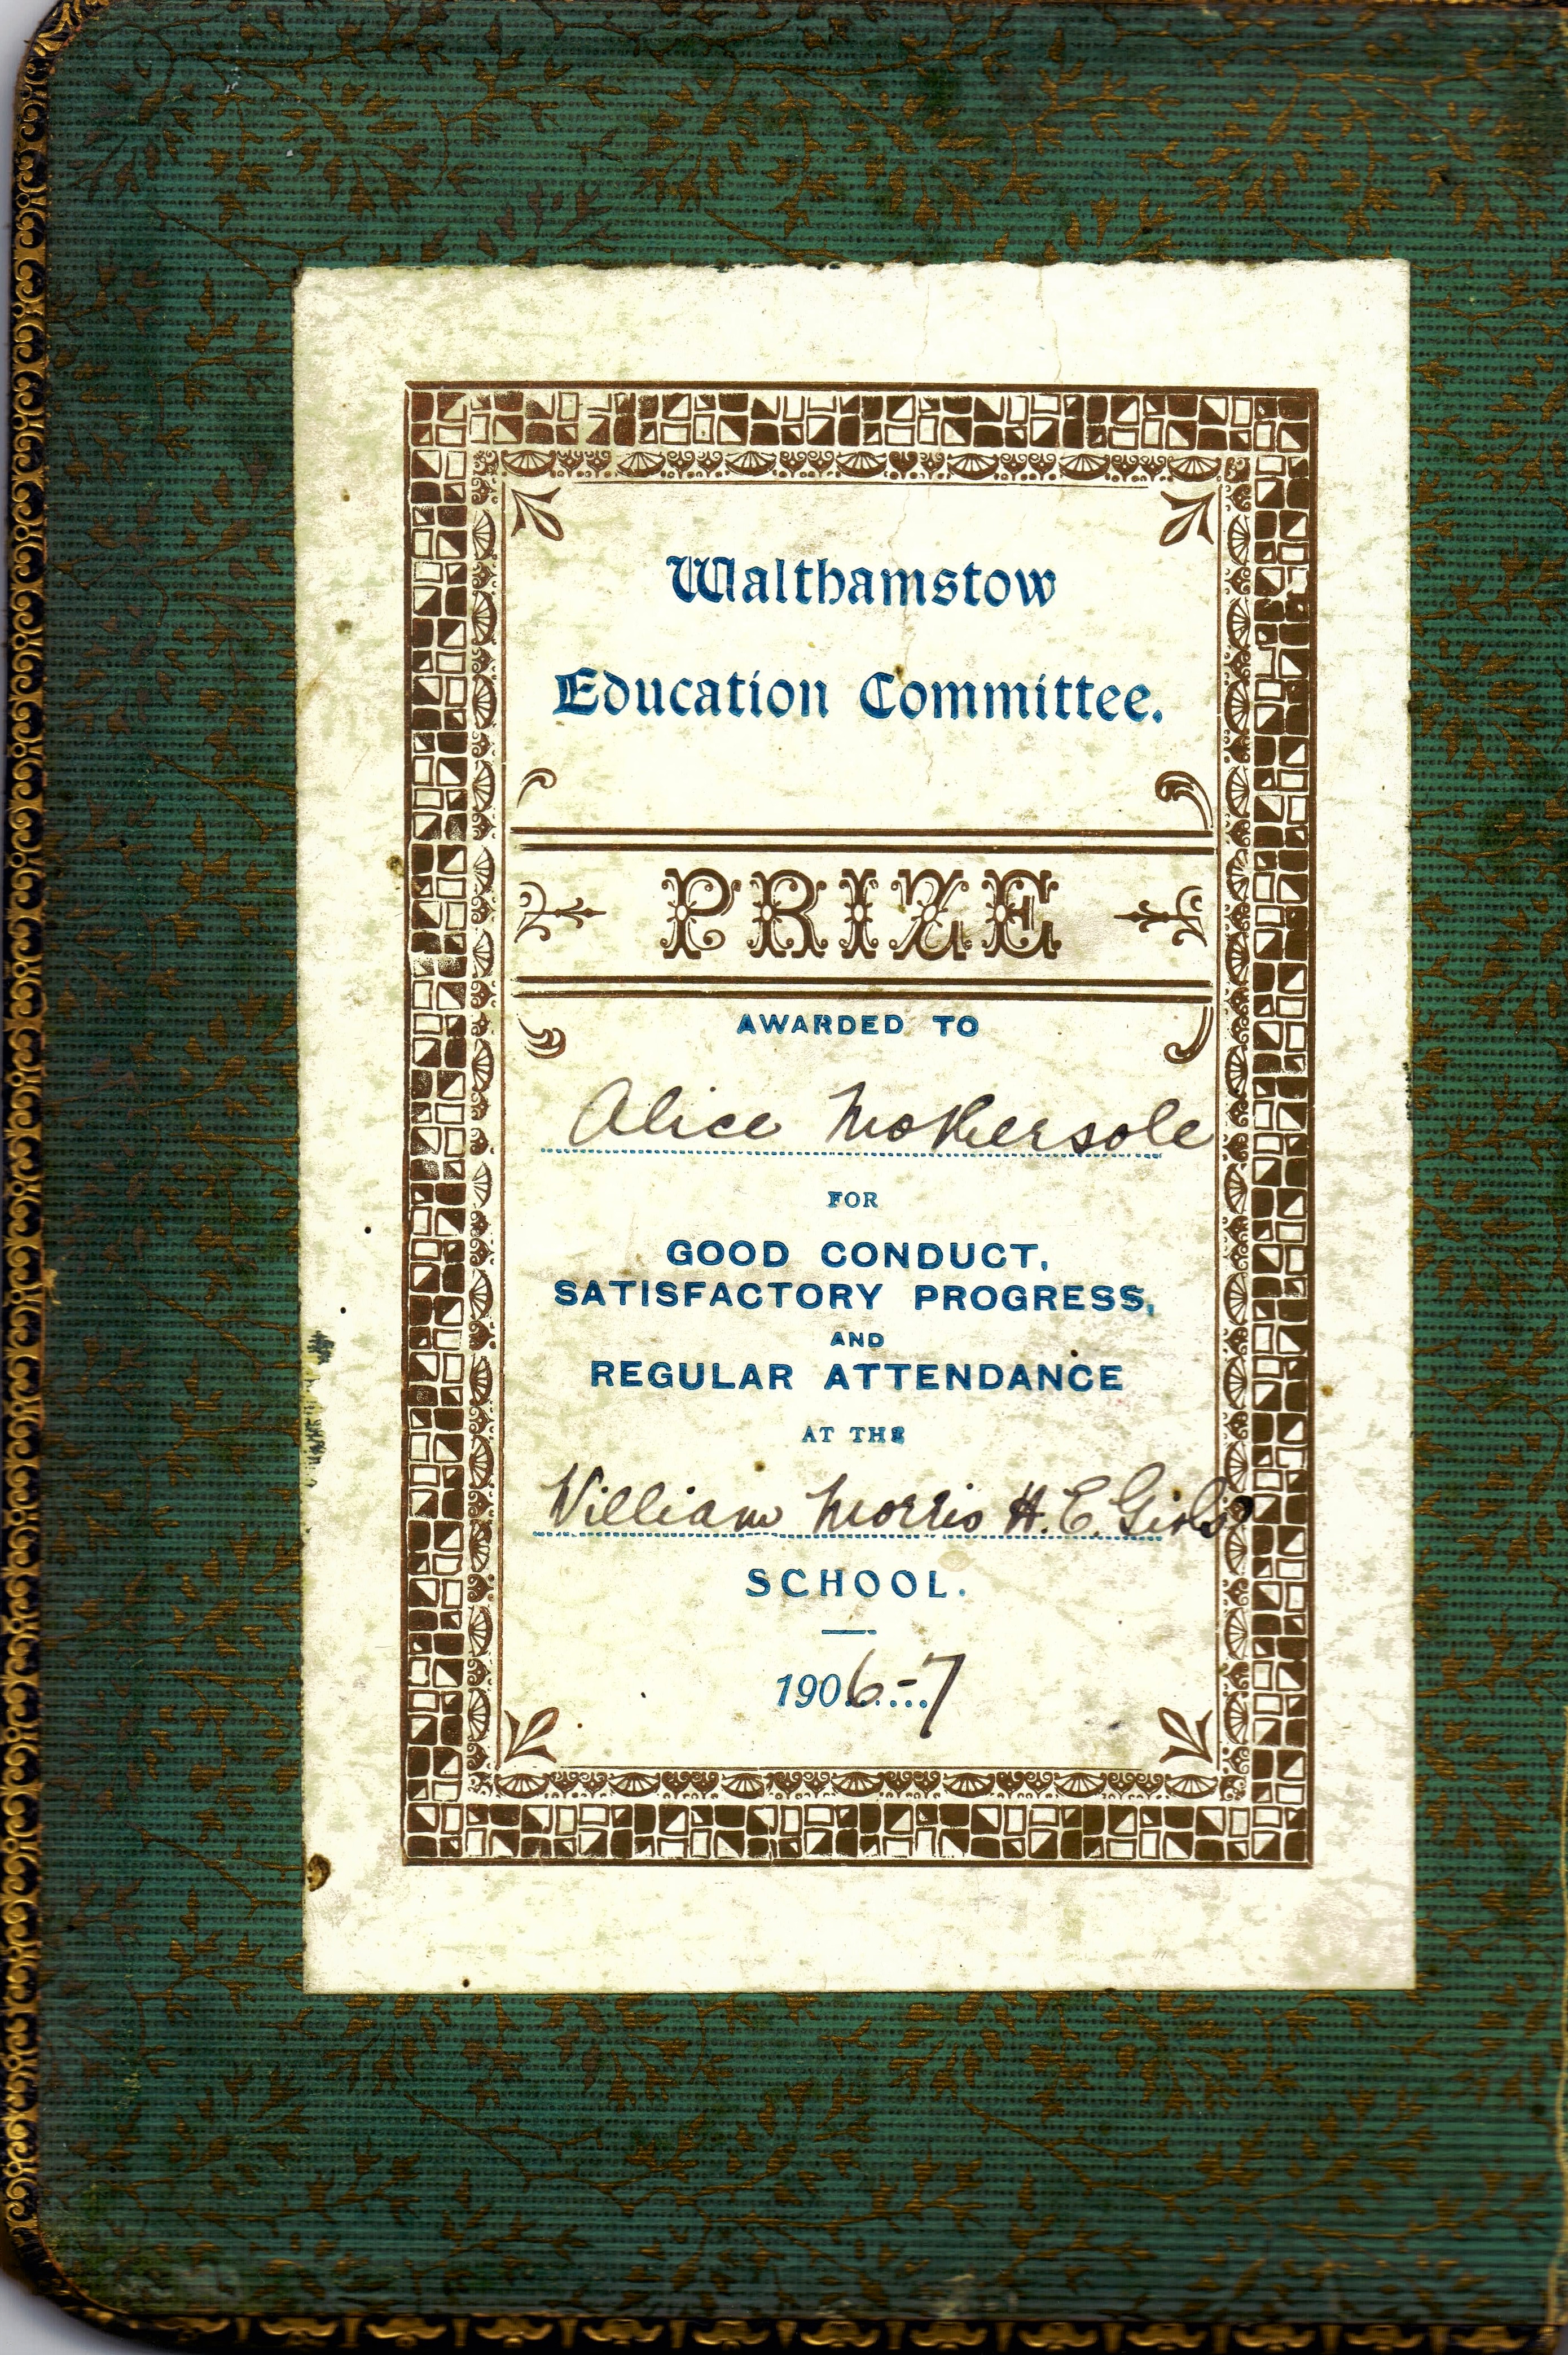 Walthamstow
Education Committee.
PRIZE
AWARDED TO
Alice
FOR
GOOD CONDUCT,
SATISFACTORY PROGRESS,
AND
REGULAR ATTENDANCE
AT THE
William Morris H.E. Girls'
SCHOOL.
1906-7